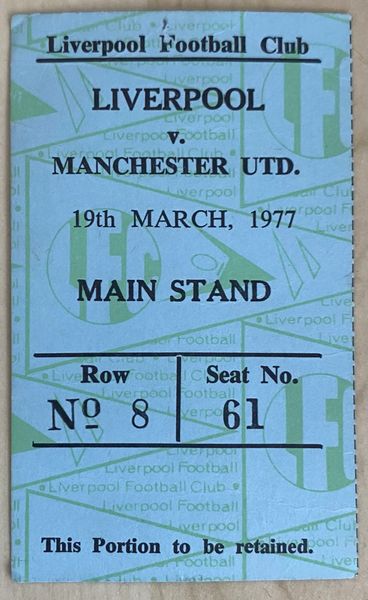 Liverpool Football Club
LIVERPOOL
v.
MANCHESTER UTD.
19th MARCH, 1977
MAIN STAND
Row
Seat No.
Nº 8
61
This Portion to be retained.